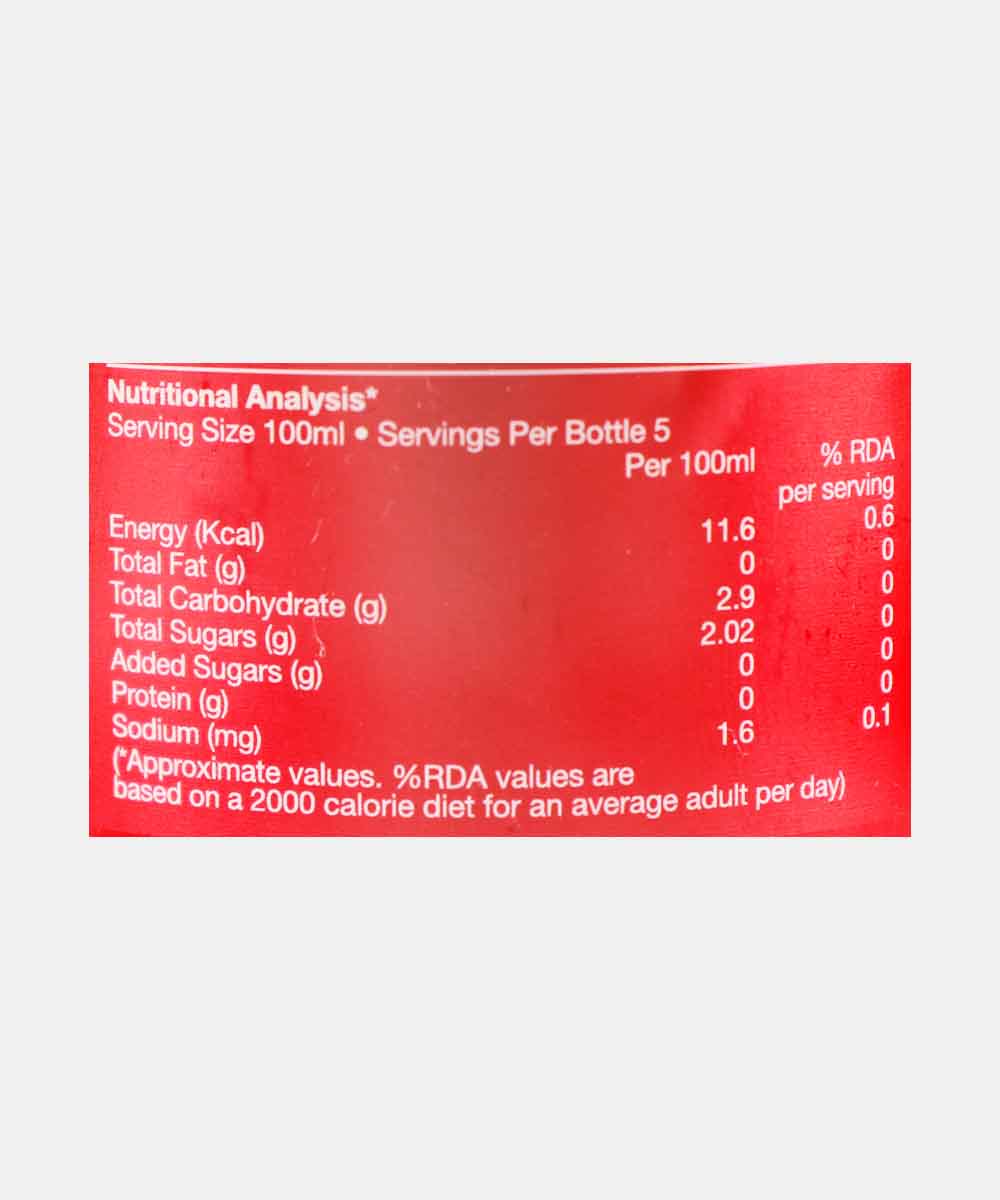 Nutritional Analysis*
Serving Size 100ml • Servings Per Bottle 5
Per 100ml % RDA
per serving
Energy (Kcal) 11.6 0.6
Total Fat (g) 0 0
Total Carbohydrate (g) 2.9 0
Total Sugars (g) 2.02 0
Added Sugars (g) 0 0
Protein (g) 0 0
Sodium (mg) 1.6 0.1
(*Approximate values. %RDA values are
based on a 2000 calorie diet for an average adult per day)